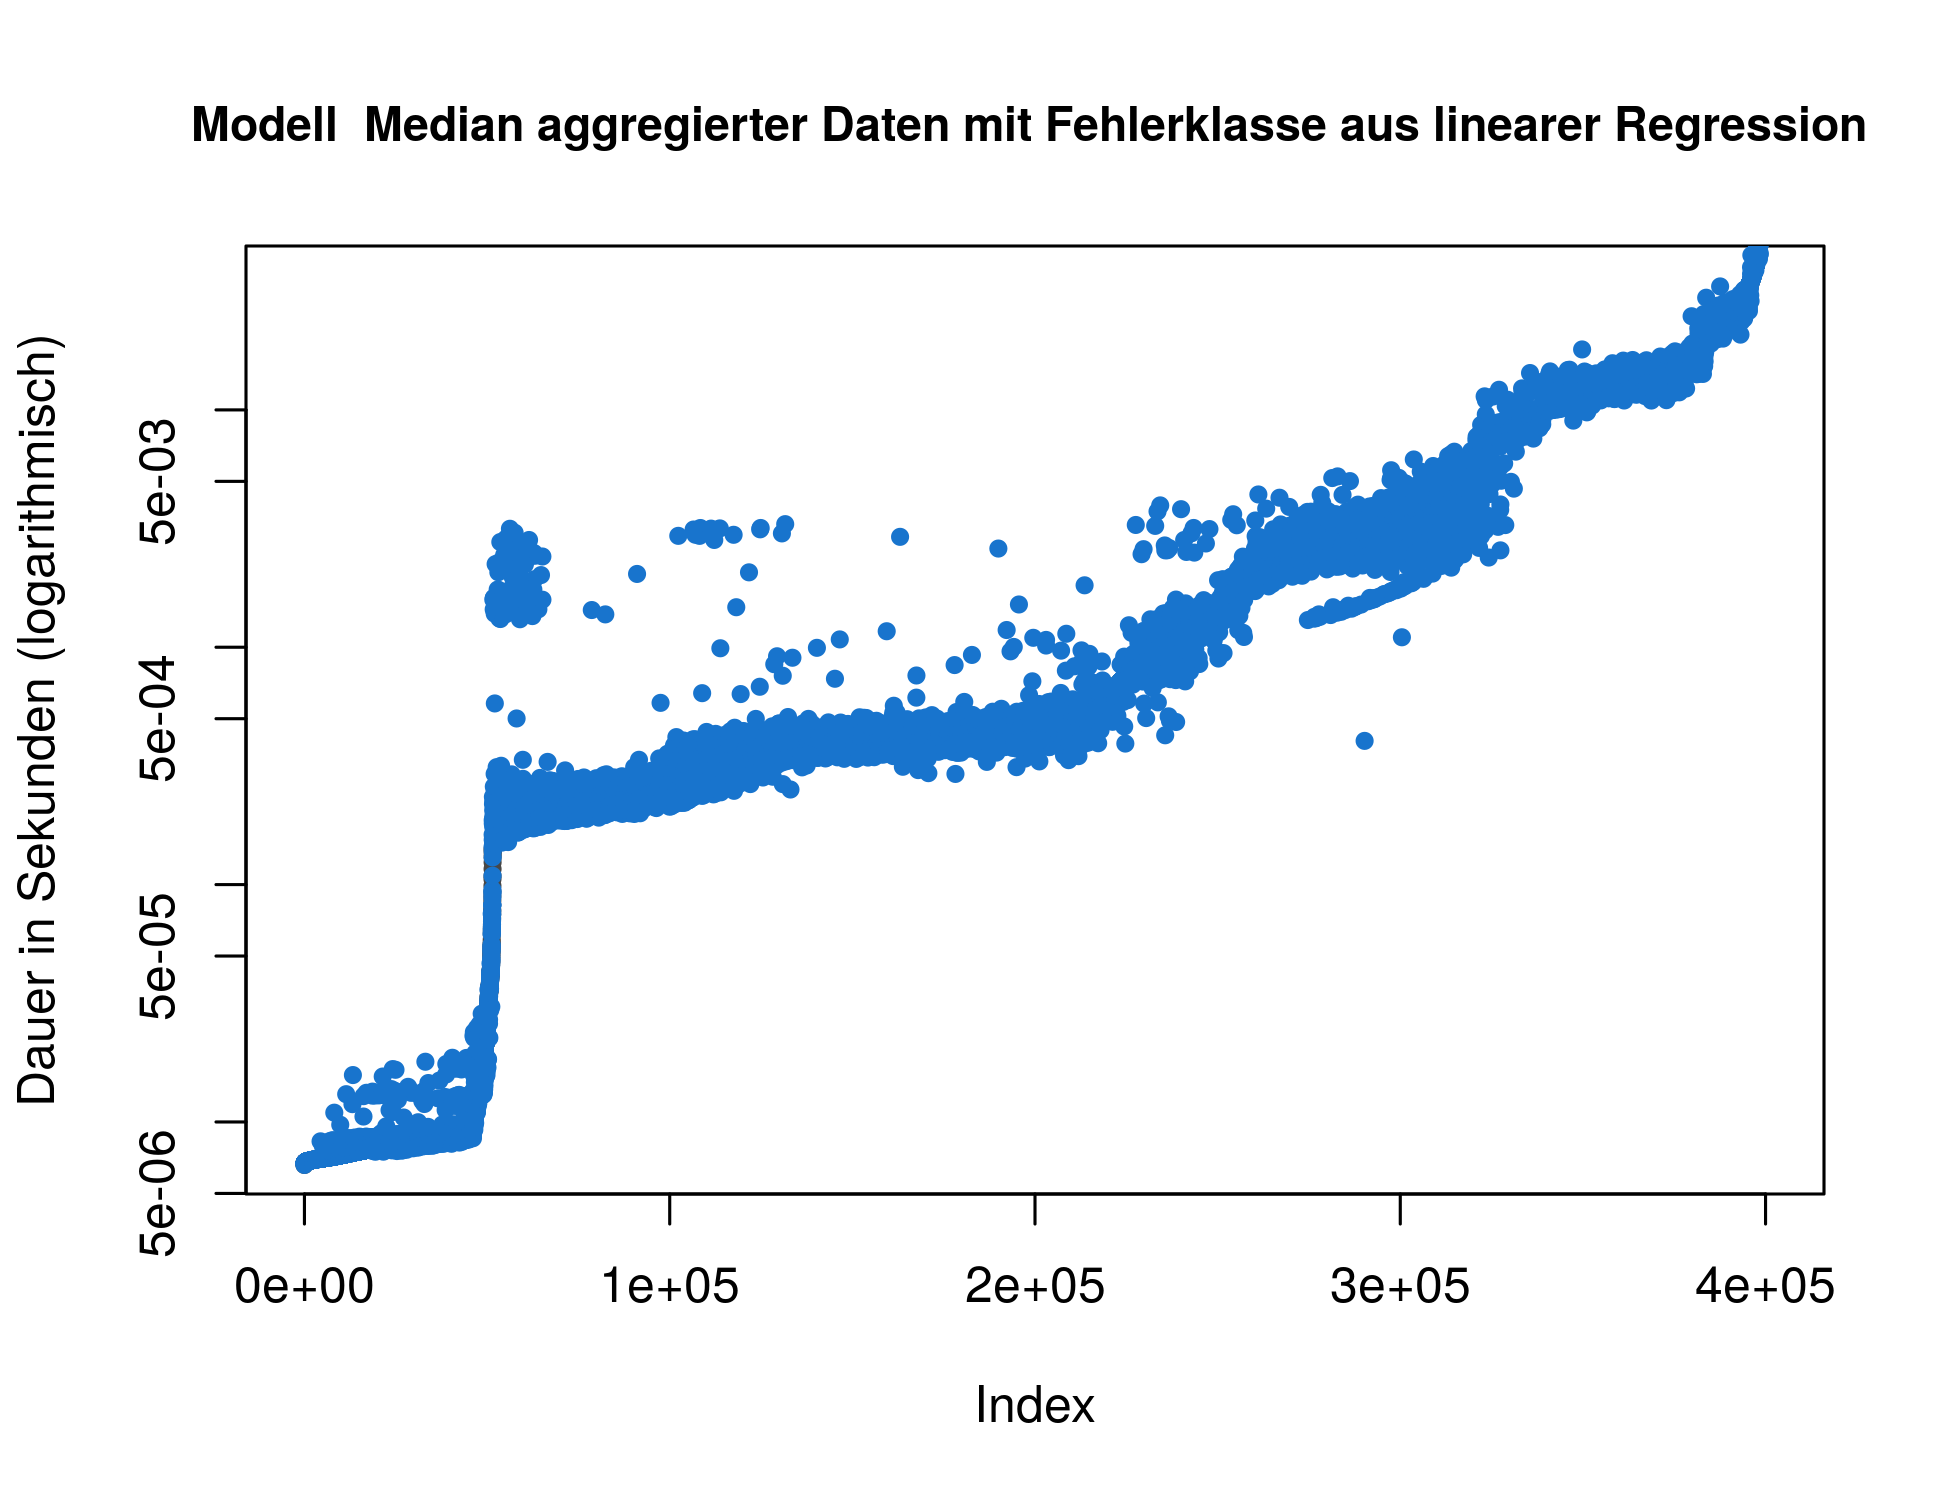 Modell  Median aggregierter Daten mit Fehlerklasse aus linearer Regression
Dauer in Sekunden (logarithmisch)
5e-03
5e-04
5e-05
5e-06
0e+00 1e+05 2e+05 3e+05 4e+05
Index